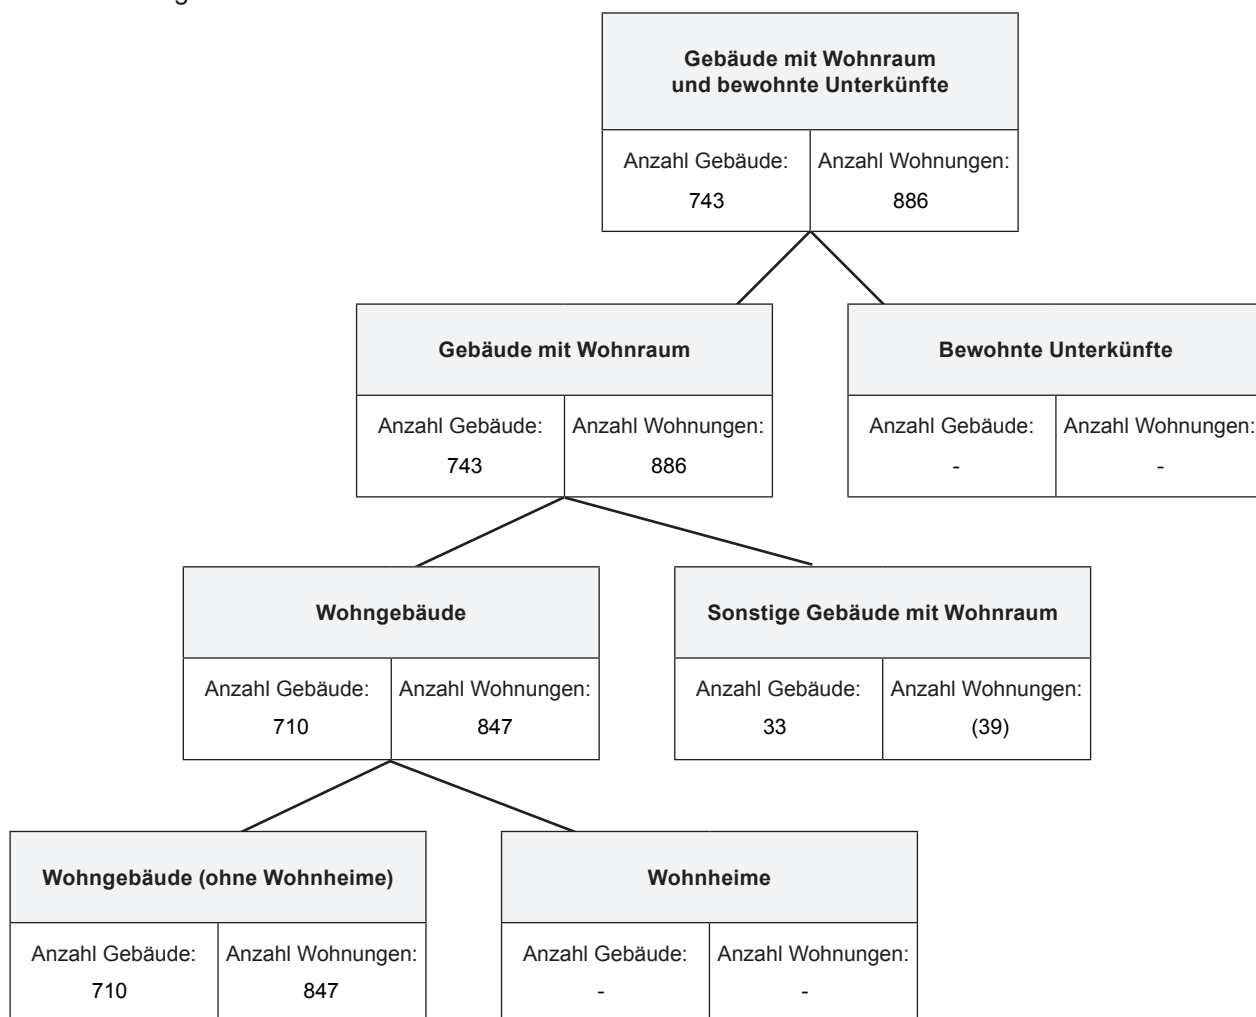 Gebäude mit Wohnraum
und bewohnte Unterkünfte
Anzahl Gebäude: Anzahl Wohnungen:
743 886
Gebäude mit Wohnraum
Anzahl Gebäude: Anzahl Wohnungen:
743 886
Bewohnte Unterkünfte
Anzahl Gebäude: Anzahl Wohnungen:
- -
Wohngebäude
Anzahl Gebäude: Anzahl Wohnungen:
710 847
Sonstige Gebäude mit Wohnraum
Anzahl Gebäude: Anzahl Wohnungen:
33 (39)
Wohngebäude (ohne Wohnheime)
Anzahl Gebäude: Anzahl Wohnungen:
710 847
Wohnheime
Anzahl Gebäude: Anzahl Wohnungen:
- -